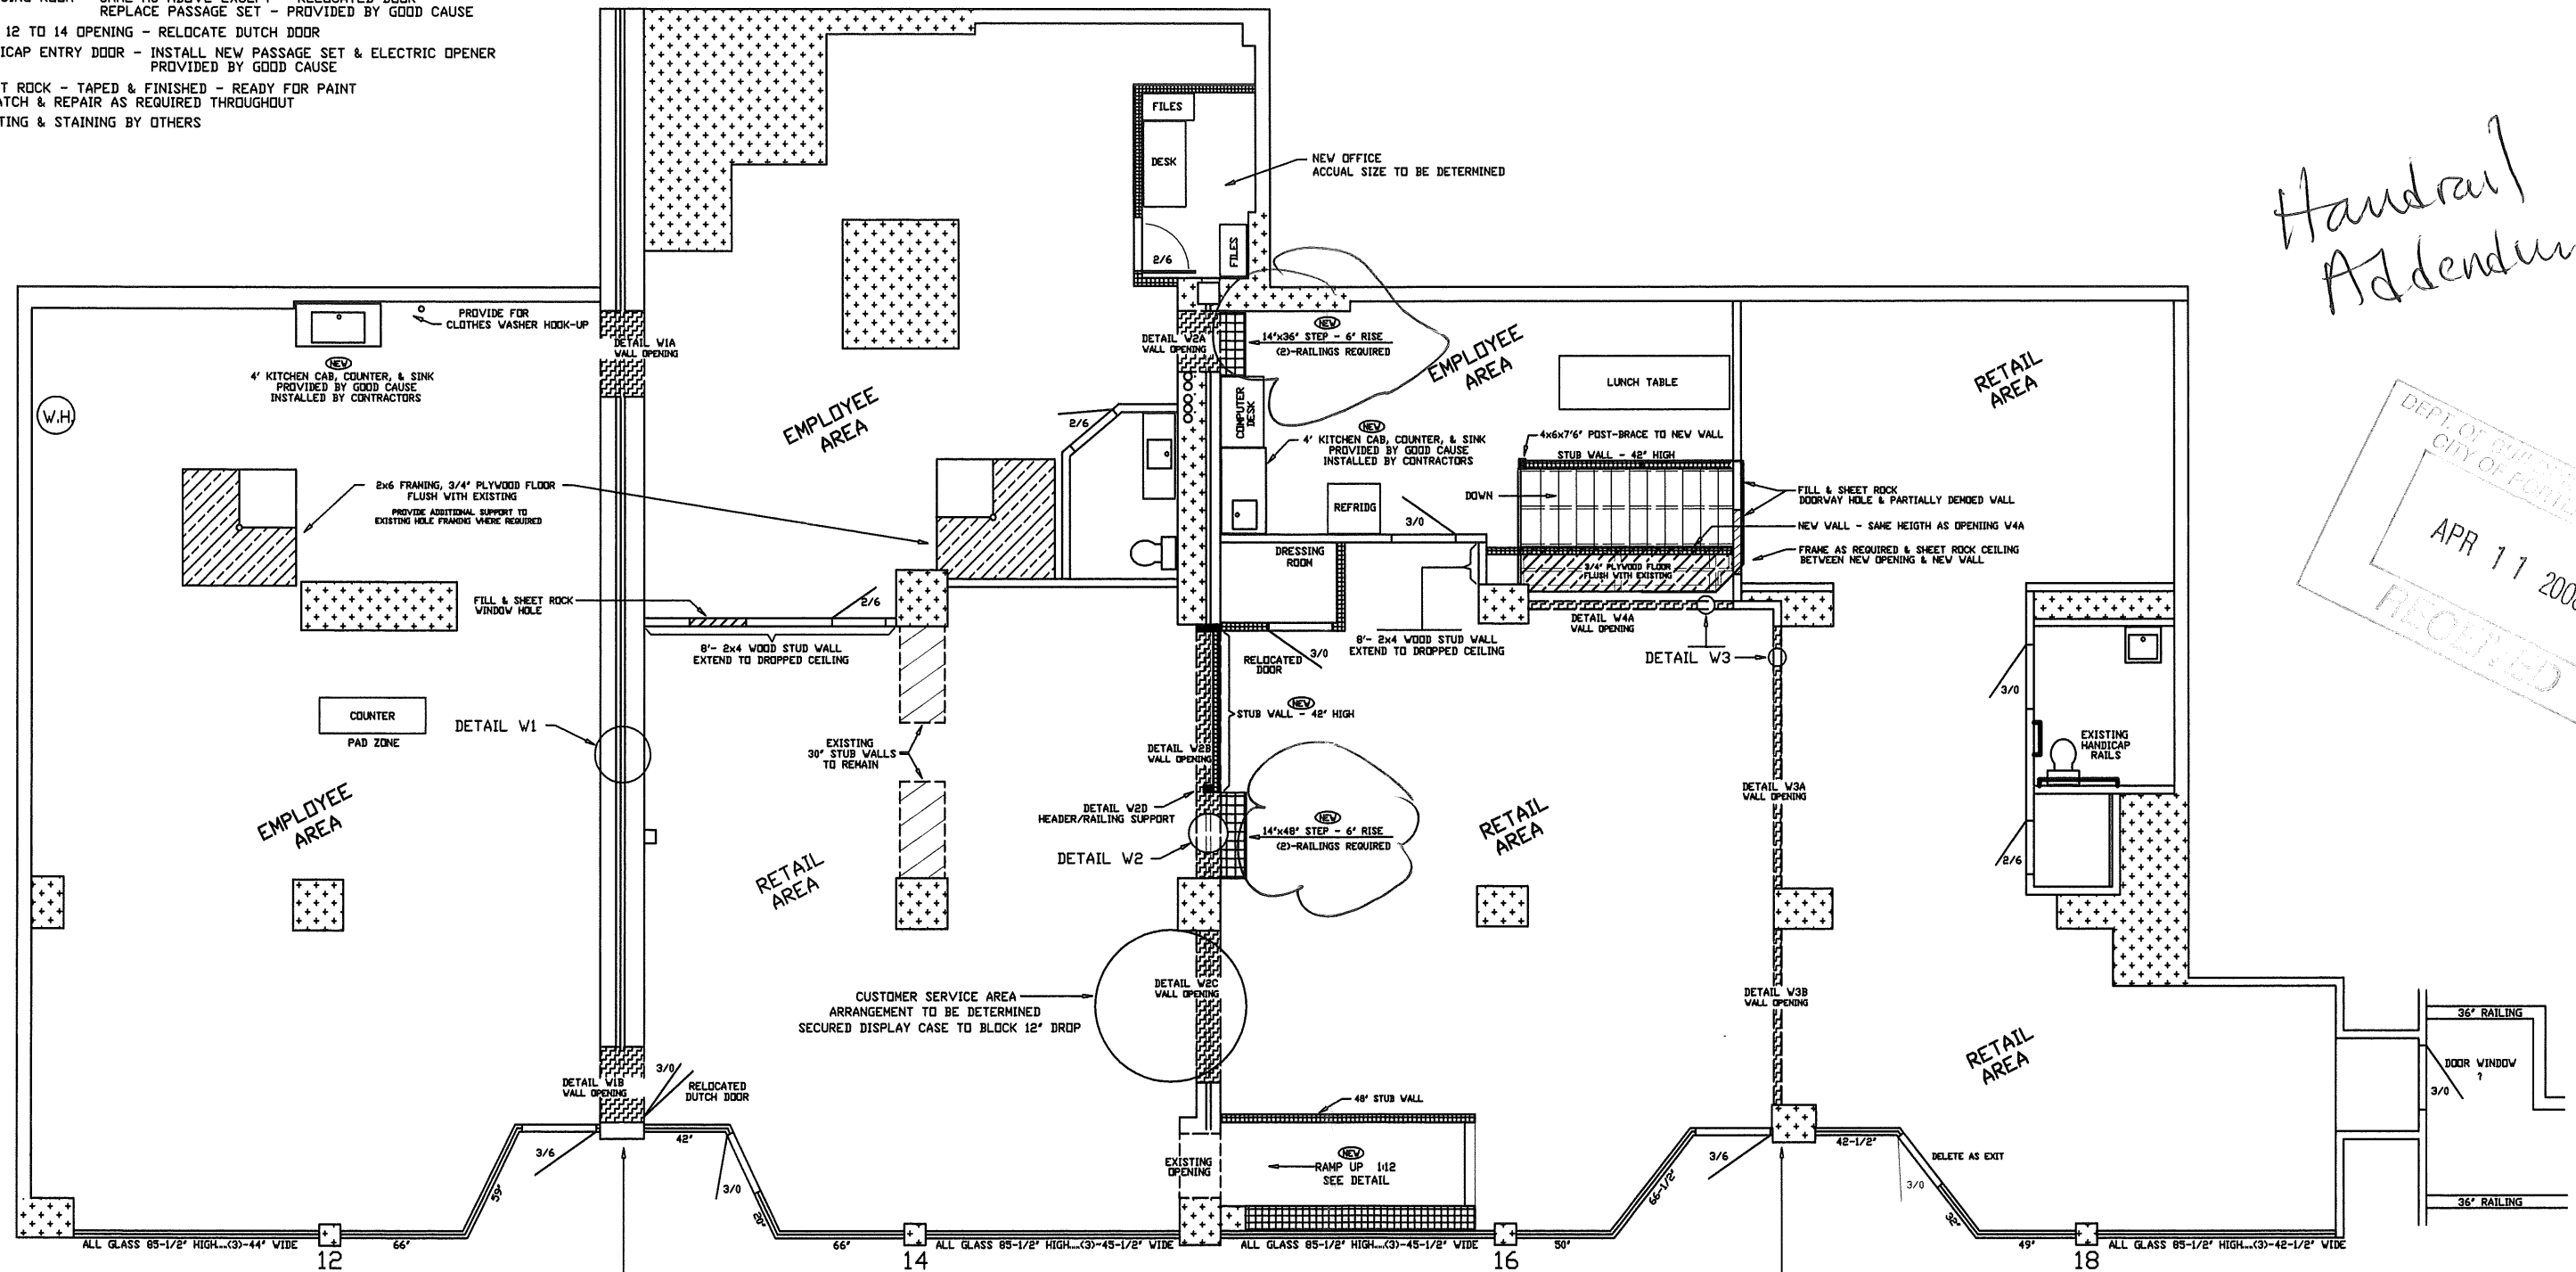 REPLACE PASSAGE SET - PROVIDED BY GOOD CAUSE
12 TO 14 OPENING - RELOCATE DUTCH DOOR
ICAP ENTRY DOOR - INSTALL NEW PASSAGE SET & ELECTRIC OPENER
PROVIDED BY GOOD CAUSE
T ROCK - TAPED & FINISHED - READY FOR PAINT
ATCH & REPAIR AS REQUIRED THROUGHOUT
TING & STAINING BY OTHERS
Handrail
Addendum
DEPT. OF
CITY OF
APR 11 200
RECEIVED
FILES
DESK
FILES
2/6
NEW OFFICE
ACCUAL SIZE TO BE DETERMINED
PROVIDE FOR
CLOTHES WASHER HOOK-UP
NEW
4' KITCHEN CAB, COUNTER, & SINK
PROVIDED BY GOOD CAUSE
INSTALLED BY CONTRACTORS
W.H.
DETAIL W1A
WALL OPENING
DETAIL W2A
WALL OPENING
NEW
14"x36" STEP - 6" RISE
(2)-RAILINGS REQUIRED
EMPLOYEE
AREA
LUNCH TABLE
RETAIL
AREA
EMPLOYEE
AREA
2/6
COMPUTER
DESK
NEW
4' KITCHEN CAB, COUNTER, & SINK
PROVIDED BY GOOD CAUSE
INSTALLED BY CONTRACTORS
4x6x7'6" POST-BRACE TO NEW WALL
STUB WALL - 42" HIGH
DOWN
REFRIDG
3/0
FILL & SHEET ROCK
DOORWAY HOLE & PARTIALLY DEMOED WALL
NEW WALL - SAME HEIGTH AS OPENIING W4A
FRAME AS REQUIRED & SHEET ROCK CEILING
BETWEEN NEW OPENING & NEW WALL
2x6 FRAMING, 3/4" PLYWOOD FLOOR
FLUSH WITH EXISTING
PROVIDE ADDITIONAL SUPPORT TO
EXISTING HOLE FRAMING WHERE REQUIRED
DRESSING
ROOM
3/4" PLYWOOD FLOOR
FLUSH WITH EXISTING
FILL & SHEET ROCK
WINDOW HOLE
2/6
8'- 2x4 WOOD STUD WALL
EXTEND TO DROPPED CEILING
RELOCATED
DOOR
3/0
8'- 2x4 WOOD STUD WALL
EXTEND TO DROPPED CEILING
DETAIL W4A
WALL OPENING
DETAIL W3
3/0
COUNTER
PAD ZONE
DETAIL W1
EXISTING
30" STUB WALLS
TO REMAIN
NEW
STUB WALL - 42" HIGH
DETAIL W2B
WALL OPENING
EXISTING
HANDICAP
RAILS
DETAIL W3A
WALL OPENING
EMPLOYEE
AREA
DETAIL W2D
HEADER/RAILING SUPPORT
NEW
14"x48" STEP - 6" RISE
(2)-RAILINGS REQUIRED
DETAIL W2
RETAIL
AREA
RETAIL
AREA
2/6
CUSTOMER SERVICE AREA
ARRANGEMENT TO BE DETERMINED
SECURED DISPLAY CASE TO BLOCK 12" DROP
DETAIL W2C
WALL OPENING
DETAIL W3B
WALL OPENING
RETAIL
AREA
36" RAILING
DOOR WINDOW
?
3/0
DETAIL W1B
WALL OPENING
3/0
RELOCATED
DUTCH DOOR
48" STUB WALL
3/6
42"
3/0
EXISTING
OPENING
NEW
RAMP UP 1:12
SEE DETAIL
3/6
42-1/2"
DELETE AS EXIT
3/0
59"
66-1/2"
36" RAILING
ALL GLASS 85-1/2" HIGH....(3)-44" WIDE
66"
66"
ALL GLASS 85-1/2" HIGH....(3)-45-1/2" WIDE
ALL GLASS 85-1/2" HIGH....(3)-45-1/2" WIDE
50"
49"
ALL GLASS 85-1/2" HIGH....(3)-42-1/2" WIDE
12
14
16
18